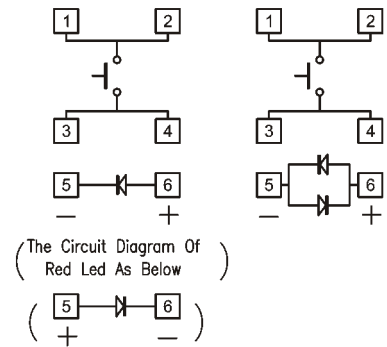 1 2 1 2
3 4 3 4
5 6 5 6
− + − +
(The Circuit Diagram Of
Red Led As Below)
(5 6)
+ −